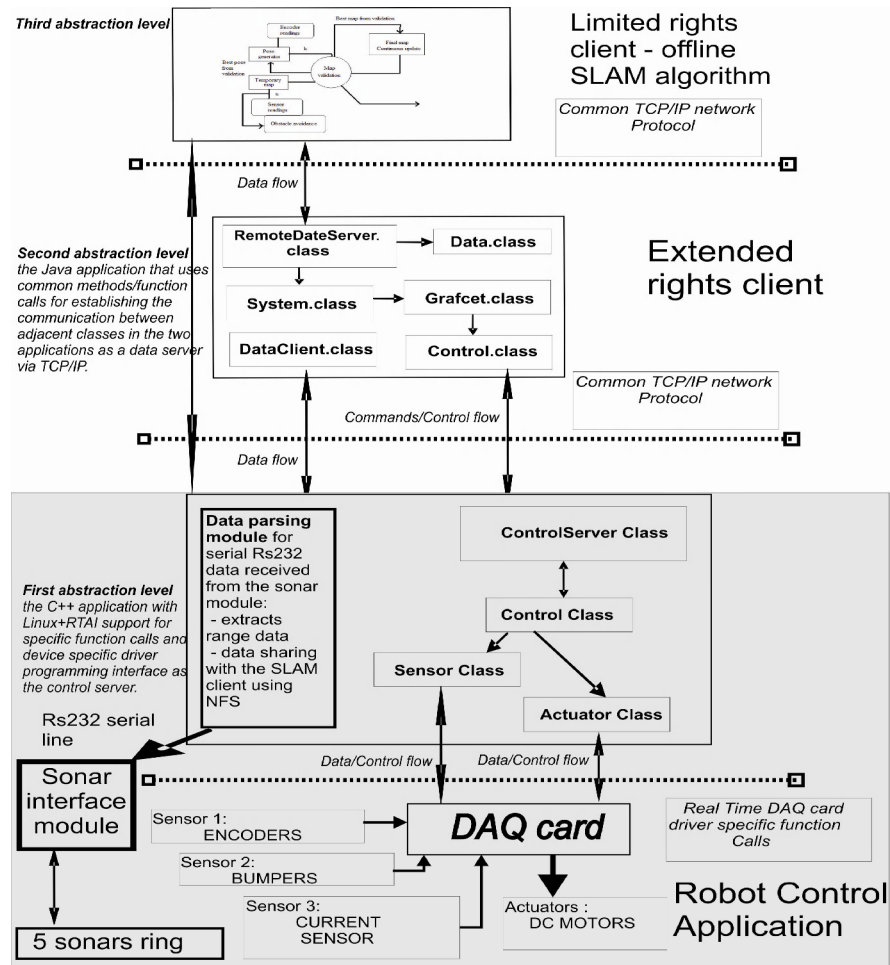 Third abstraction level
Encoder
readings
Pose
generator
Best pose
from
validation
Temporary
map
Sensor
readings
Obstacle avoidance
Best map from validation
Map
validation
Final map
Continuous update
Limited rights
client - offline
SLAM algorithm
Common TCP/IP network
Protocol
Data flow
Second abstraction level
the Java application that uses
common methods/function
calls for establishing the
communication between
adjacent classes in the two
applications as a data server
via TCP/IP.
RemoteDateServer.
class
Data.class
System.class
Grafcet.class
DataClient.class
Control.class
Extended
rights client
Common TCP/IP network
Protocol
Commands/Control flow
Data flow
First abstraction level
the C++ application with
Linux+RTAI support for
specific function calls and
device specific driver
programming interface as
the control server.
Data parsing
module for
serial Rs232
data received
from the sonar
module:
- extracts
range data
- data sharing
with the SLAM
client using
NFS
ControlServer Class
Control Class
Sensor Class
Actuator Class
Rs232 serial
line
Data/Control flow
Data/Control flow
Sonar
interface
module
5 sonars ring
Sensor 1:
ENCODERS
Sensor 2:
BUMPERS
Sensor 3:
CURRENT
SENSOR
DAQ card
Actuators :
DC MOTORS
Real Time DAQ card
driver specific function
Calls
Robot Control
Application